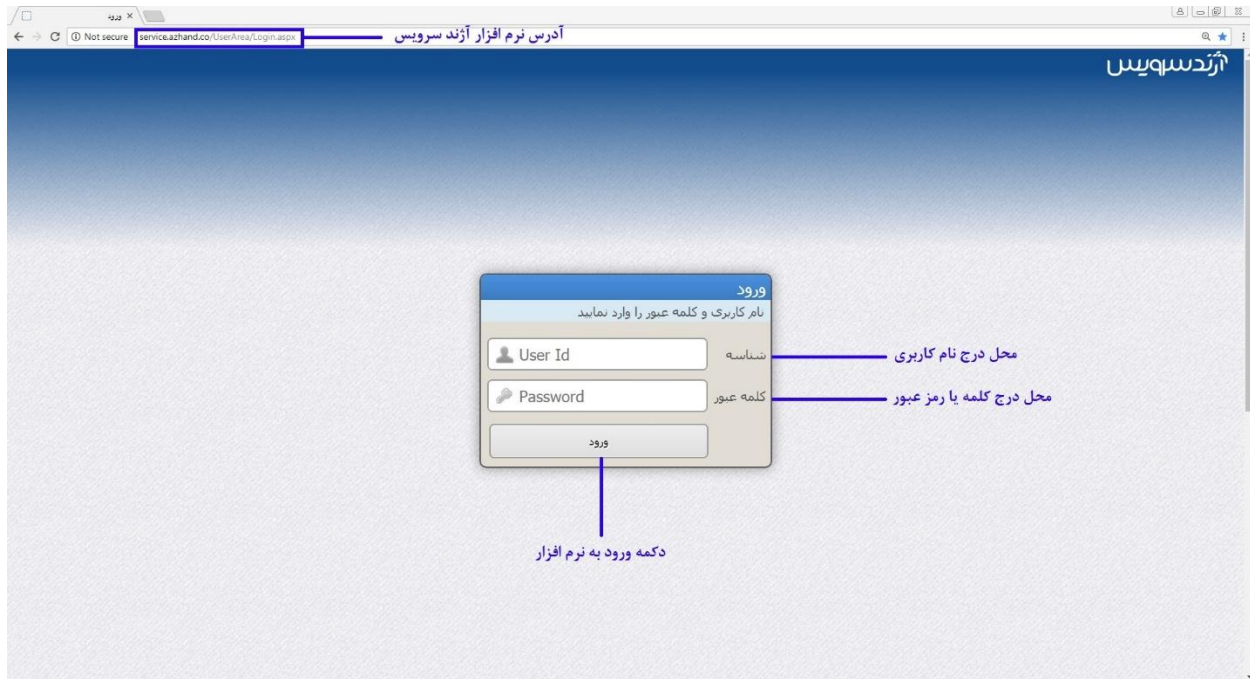 ورود
Not secure service.azhand.co/UserArea/Login.aspx
آدرس نرم افزار آژند سرویس
آژندسرویس
ورود
نام کاربری و کلمه عبور را وارد نمایید
شناسه User Id
محل درج نام کاربری
کلمه عبور Password
محل درج کلمه یا رمز عبور
ورود
دکمه ورود به نرم افزار